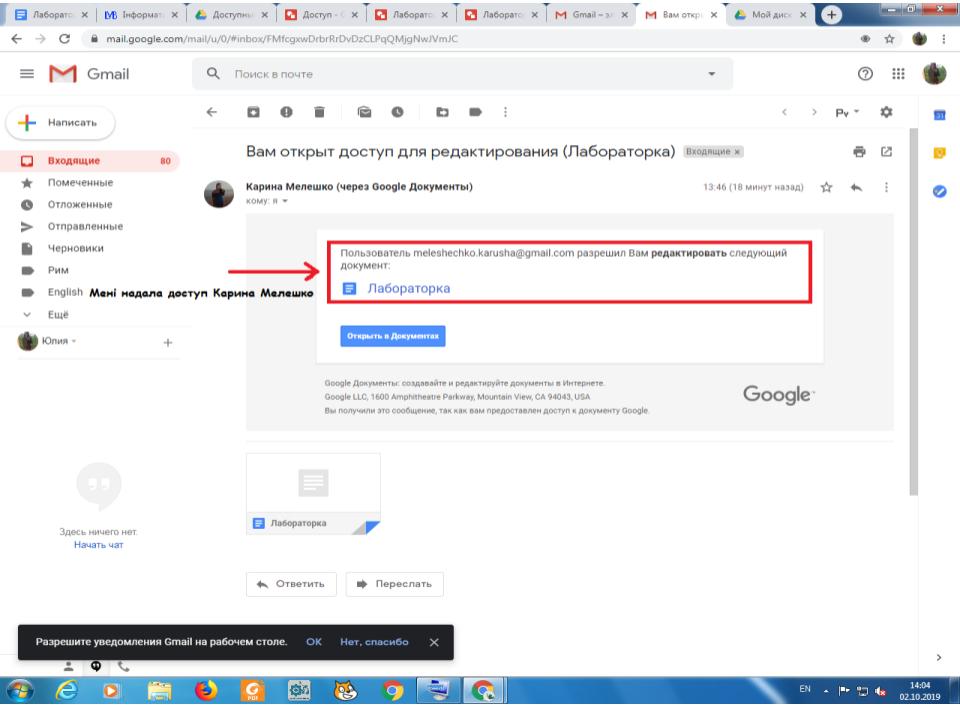 Лаборато
Інформат
Доступны
Доступ - G
Лаборато
Лаборатор
Gmail – эл
Вам откры
Мой диск
mail.google.com/mail/u/0/#inbox/FMfcgxwDrbrRrDvDzCLPqQMjgNwJVmJC
Gmail
Поиск в почте
Написать
Ру
Входящие 80
Помеченные
Отложенные
Отправленные
Черновики
Рим
English
Ещё
Юлия
Вам открыт доступ для редактирования (Лабораторка) Входящие x
Карина Мелешко (через Google Документы) 13:46 (18 минут назад)
кому: я
Пользователь meleshechko.karusha@gmail.com разрешил Вам редактировать следующий
документ:
Лабораторка
Мені надала доступ Карина Мелешко
Открыть в Документах
Google Документы: создавайте и редактируйте документы в Интернете.
Google LLC, 1600 Amphitheatre Parkway, Mountain View, CA 94043, USA
Вы получили это сообщение, так как вам предоставлен доступ к документу Google.
Google
Лабораторка
Здесь ничего нет.
Начать чат
Ответить
Переслать
Разрешите уведомления Gmail на рабочем столе. ОК Нет, спасибо
EN
14:04
02.10.2019